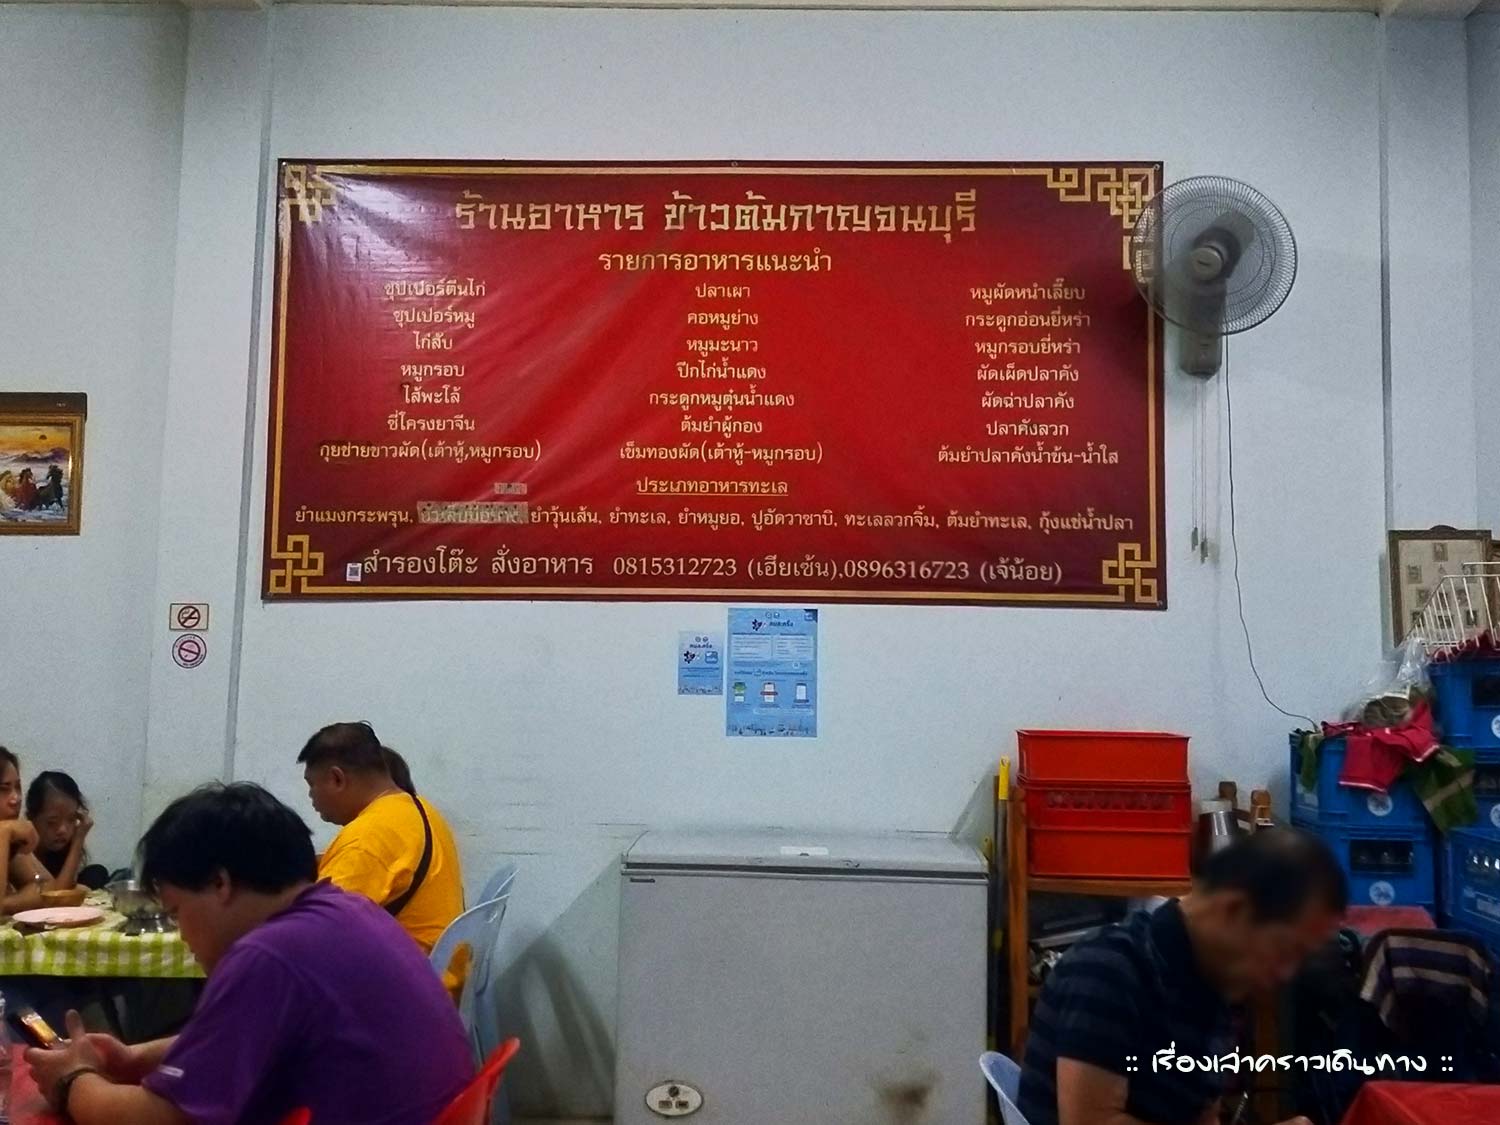 ร้านอาหาร ข้าวต้มกาญจนบุรี
รายการอาหารแนะนำ
ซุปเปอร์ตีนไก่
ซุปเปอร์หมู
ไก่สับ
หมูกรอบ
ไส้พะโล้
ซี่โครงยาจีน
กุยช่ายขาวผัด(เต้าหู้,หมูกรอบ)
ปลาเผา
คอหมูย่าง
หมูมะนาว
ปีกไก่น้ำแดง
กระดูกหมูตุ๋นน้ำแดง
ต้มยำผู้กอง
เข็มทองผัด(เต้าหู้-หมูกรอบ)
หมูผัดหนำเลี๊ยบ
กระดูกอ่อนยี่หร่า
หมูกรอบยี่หร่า
ผัดเผ็ดปลาคัง
ผัดฉ่าปลาคัง
ปลาคังลวก
ต้มยำปลาคังน้ำข้น-น้ำใส
ประเภทอาหารทะเล
ยำแมงกระพรุน, ยำวุ้นเส้น, ยำทะเล, ยำหมูยอ, ปูอัดวาซาบิ, ทะเลลวกจิ้ม, ต้มยำทะเล, กุ้งแช่น้ำปลา
สำรองโต๊ะ สั่งอาหาร 0815312723 (เฮียเซ้น),0896316723 (เจ้น้อย)
คนละครึ่ง
คนละครึ่ง
:: เรื่องเล่าคราวเดินทาง ::